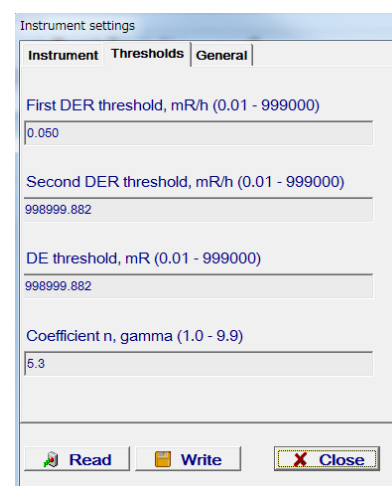 Instrument settings
Instrument Thresholds General
First DER threshold, mR/h (0.01 - 999000)
0.050
Second DER threshold, mR/h (0.01 - 999000)
998999.882
DE threshold, mR (0.01 - 999000)
998999.882
Coefficient n, gamma (1.0 - 9.9)
5.3
Read Write X Close